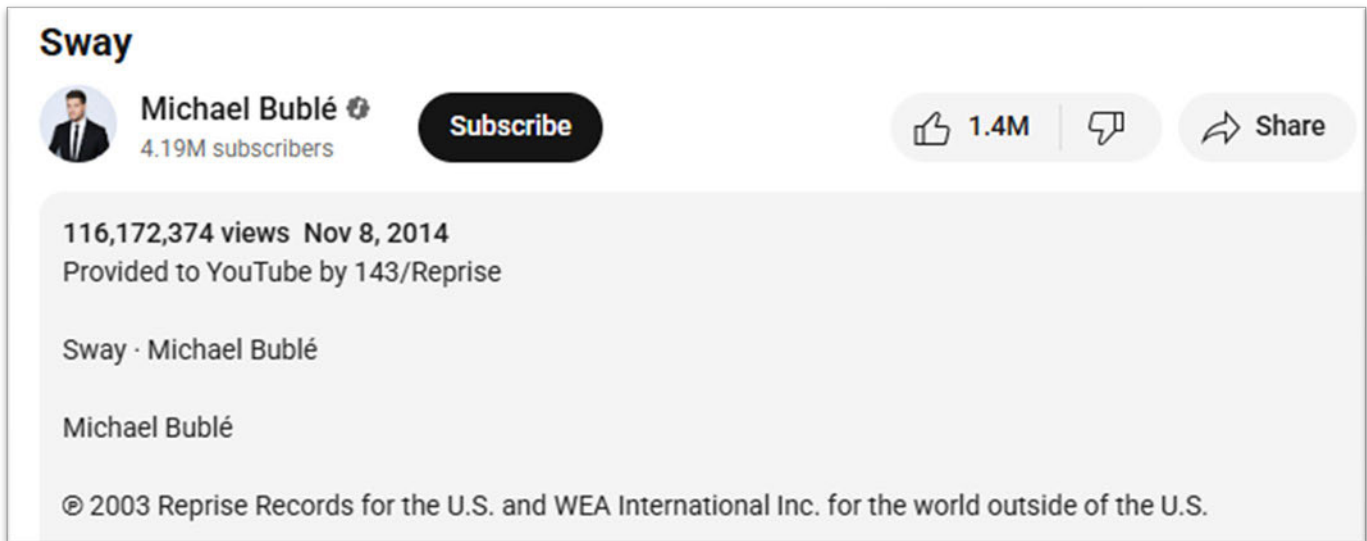 Sway
Michael Bublé
4.19M subscribers
Subscribe
1.4M
Share
116,172,374 views Nov 8, 2014
Provided to YouTube by 143/Reprise
Sway · Michael Bublé
Michael Bublé
℗ 2003 Reprise Records for the U.S. and WEA International Inc. for the world outside of the U.S.